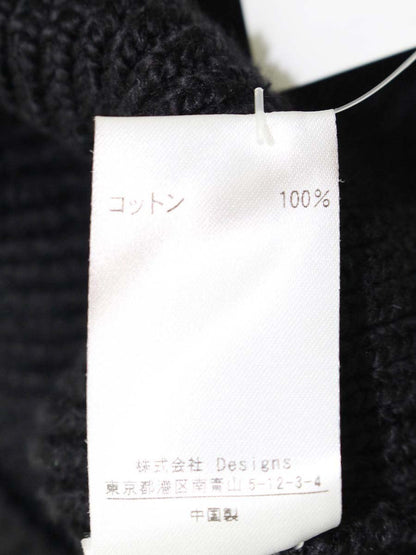 コットン 100%
株式会社 Designs
東京都港区南青山 5-12-3-4
中国製